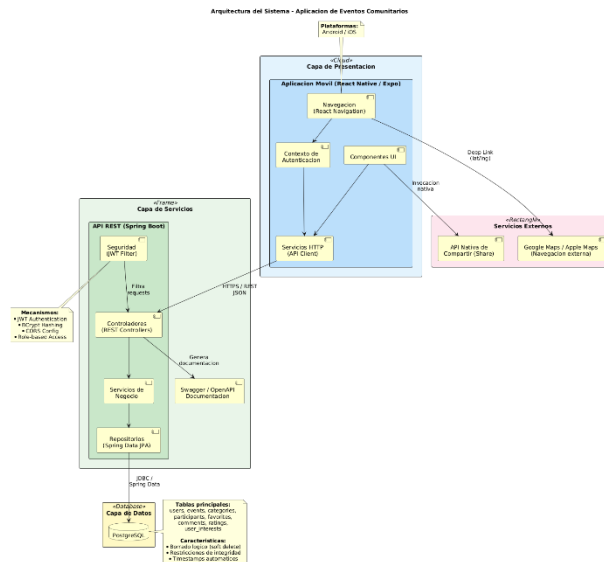 Arquitectura del Sistema - Aplicacion de Eventos Comunitarios
Plataformas:
Android / iOS
«Cloud»
Capa de Presentacion
Aplicacion Movil (React Native / Expo)
Navegacion
(React Navigation)
Contexto de
Autenticacion
Componentes UI
Servicios HTTP
(API Client)
Deep Link
(lat/lng)
Invocacion
nativa
«Rectangle»
Servicios Externos
API Nativa de
Compartir (Share)
Google Maps / Apple Maps
(Navegacion externa)
«Frame»
Capa de Servicios
API REST (Spring Boot)
Seguridad
(JWT Filter)
Filtra
requests
HTTPS / REST
JSON
Mecanismos:
• JWT Authentication
• BCrypt Hashing
• CORS Config
• Role-based Access
Controladores
(REST Controllers)
Genera
documentacion
Servicios de
Negocio
Swagger / OpenAPI
Documentacion
Repositorios
(Spring Data JPA)
JDBC /
Spring Data
«Database»
Capa de Datos
PostgreSQL
Tablas principales:
users, events, categories,
participants, favorites,
comments, ratings,
user_interests
Caracteristicas:
• Borrado logico (soft delete)
• Restricciones de integridad
• Timestamps automaticos